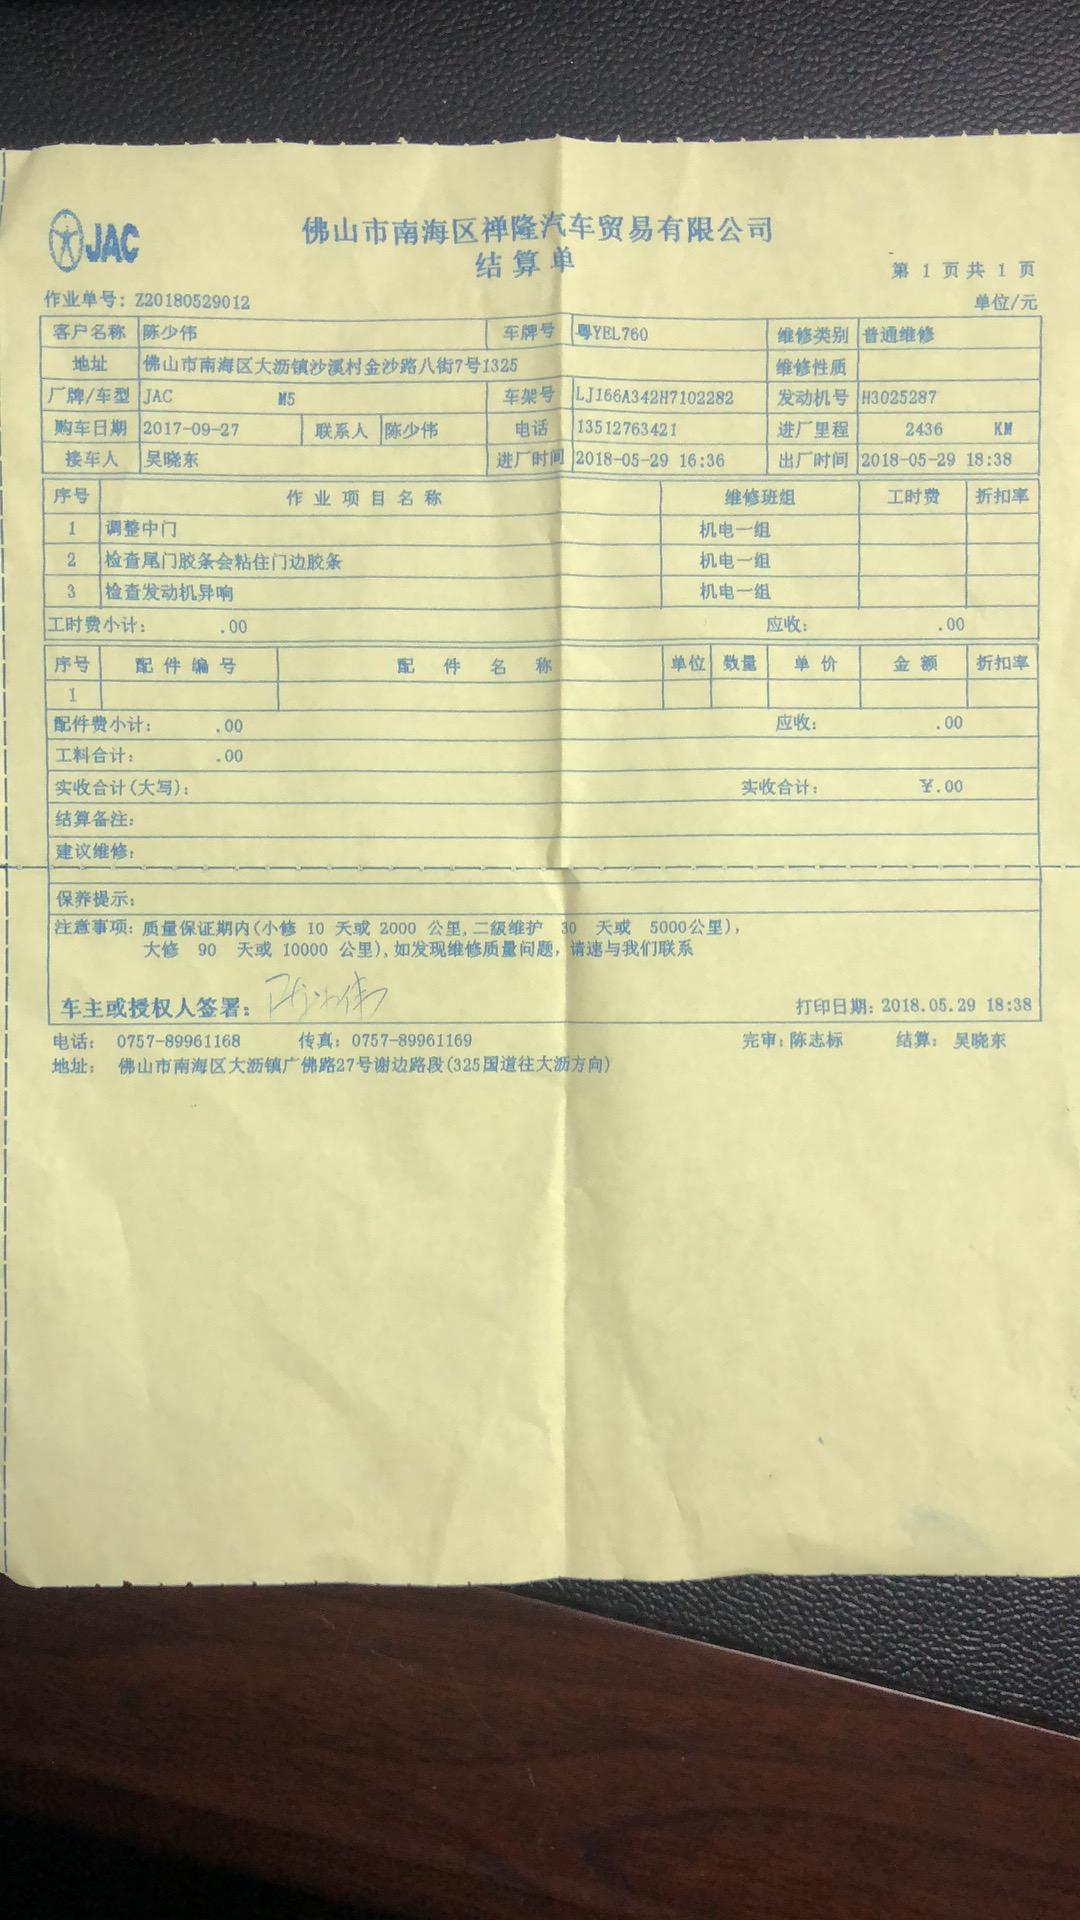 JAC
佛山市南海区禅隆汽车贸易有限公司
结算单
第 1 页共 1 页
作业单号: Z20180529012 单位/元
客户名称 陈少伟 车牌号 粤YEL760 维修类别 普通维修
地址 佛山市南海区大沥镇沙溪村金沙路八街7号1325 维修性质
厂牌/车型 JAC M5 车架号 LJ166A342H7102282 发动机号 H3025287
购车日期 2017-09-27 联系人 陈少伟 电话 13512763421 进厂里程 2436 KM
接车人 吴晓东 进厂时间 2018-05-29 16:36 出厂时间 2018-05-29 18:38
序号 作业项目名称 维修班组 工时费 折扣率
1 调整中门 机电一组
2 检查尾门胶条会粘住门边胶条 机电一组
3 检查发动机异响 机电一组
工时费小计: .00 应收: .00
序号 配件编号 配件名称 单位 数量 单价 金额 折扣率
1
配件费小计: .00 应收: .00
工料合计: .00
实收合计(大写): 实收合计: ¥.00
结算备注:
建议维修:
保养提示:
注意事项: 质量保证期内(小修 10 天或 2000 公里,二级维护 30 天或 5000公里),
大修 90 天或 10000 公里),如发现维修质量问题, 请速与我们联系
车主或授权人签署: 陈少伟 打印日期: 2018.05.29 18:38
电话: 0757-89961168 传真: 0757-89961169 完审: 陈志标 结算: 吴晓东
地址: 佛山市南海区大沥镇广佛路27号谢边路段(325国道往大沥方向)